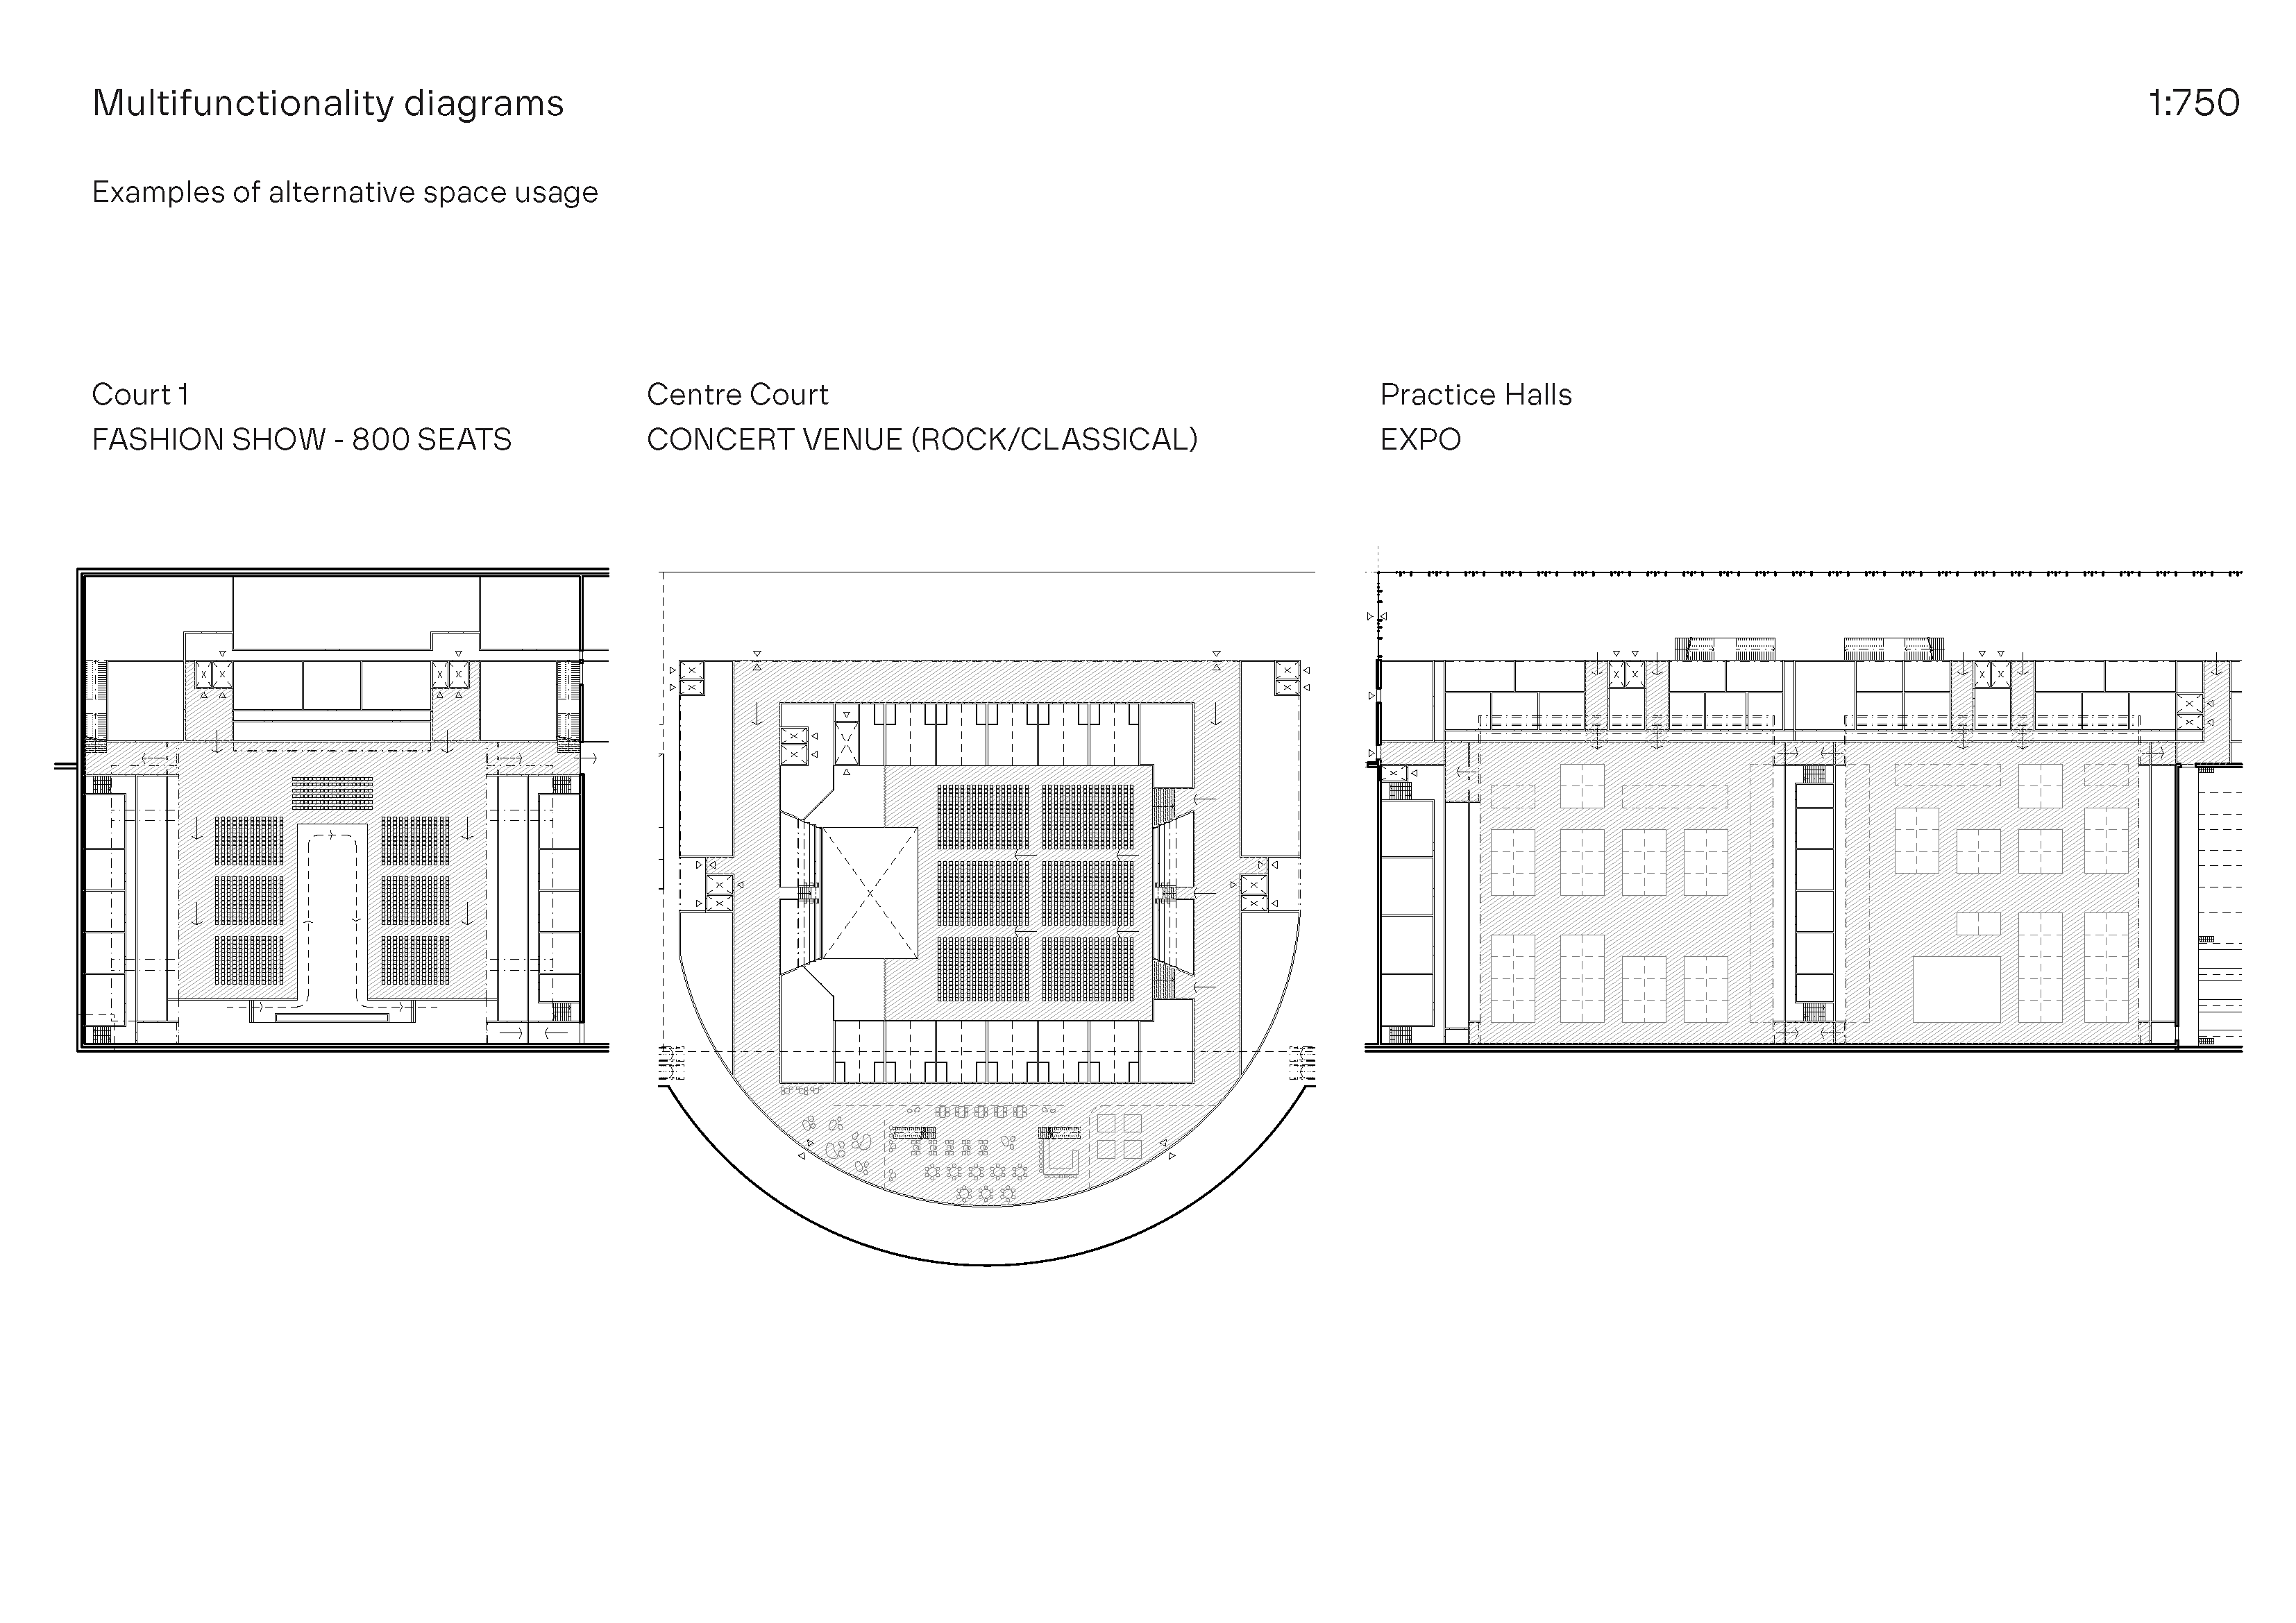 Multifunctionality diagrams
1:750
Examples of alternative space usage
Court 1
FASHION SHOW - 800 SEATS
Centre Court
CONCERT VENUE (ROCK/CLASSICAL)
Practice Halls
EXPO